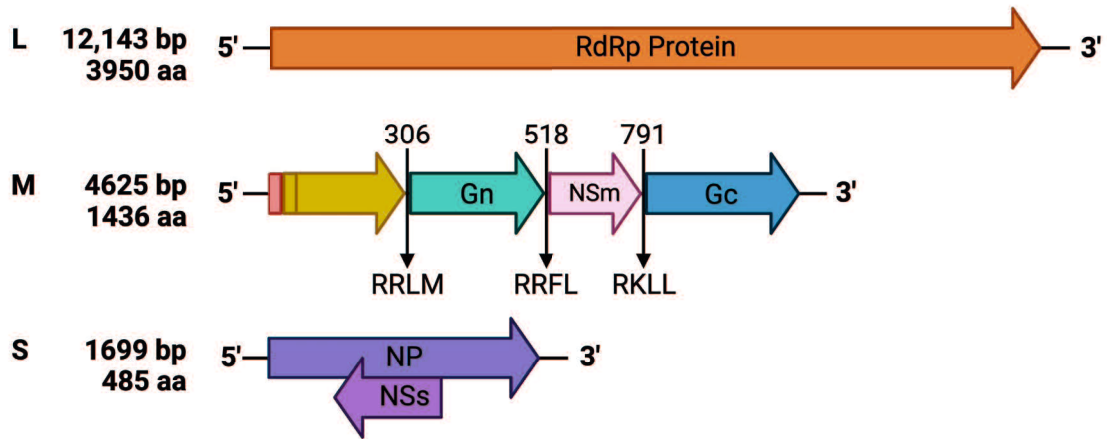 L 12,143 bp 5' RdRp Protein 3'
3950 aa
306 518 791
M 4625 bp 5' Gn NSm Gc 3'
1436 aa
RRLM RRFL RKLL
S 1699 bp 5' NP 3'
485 aa NSs